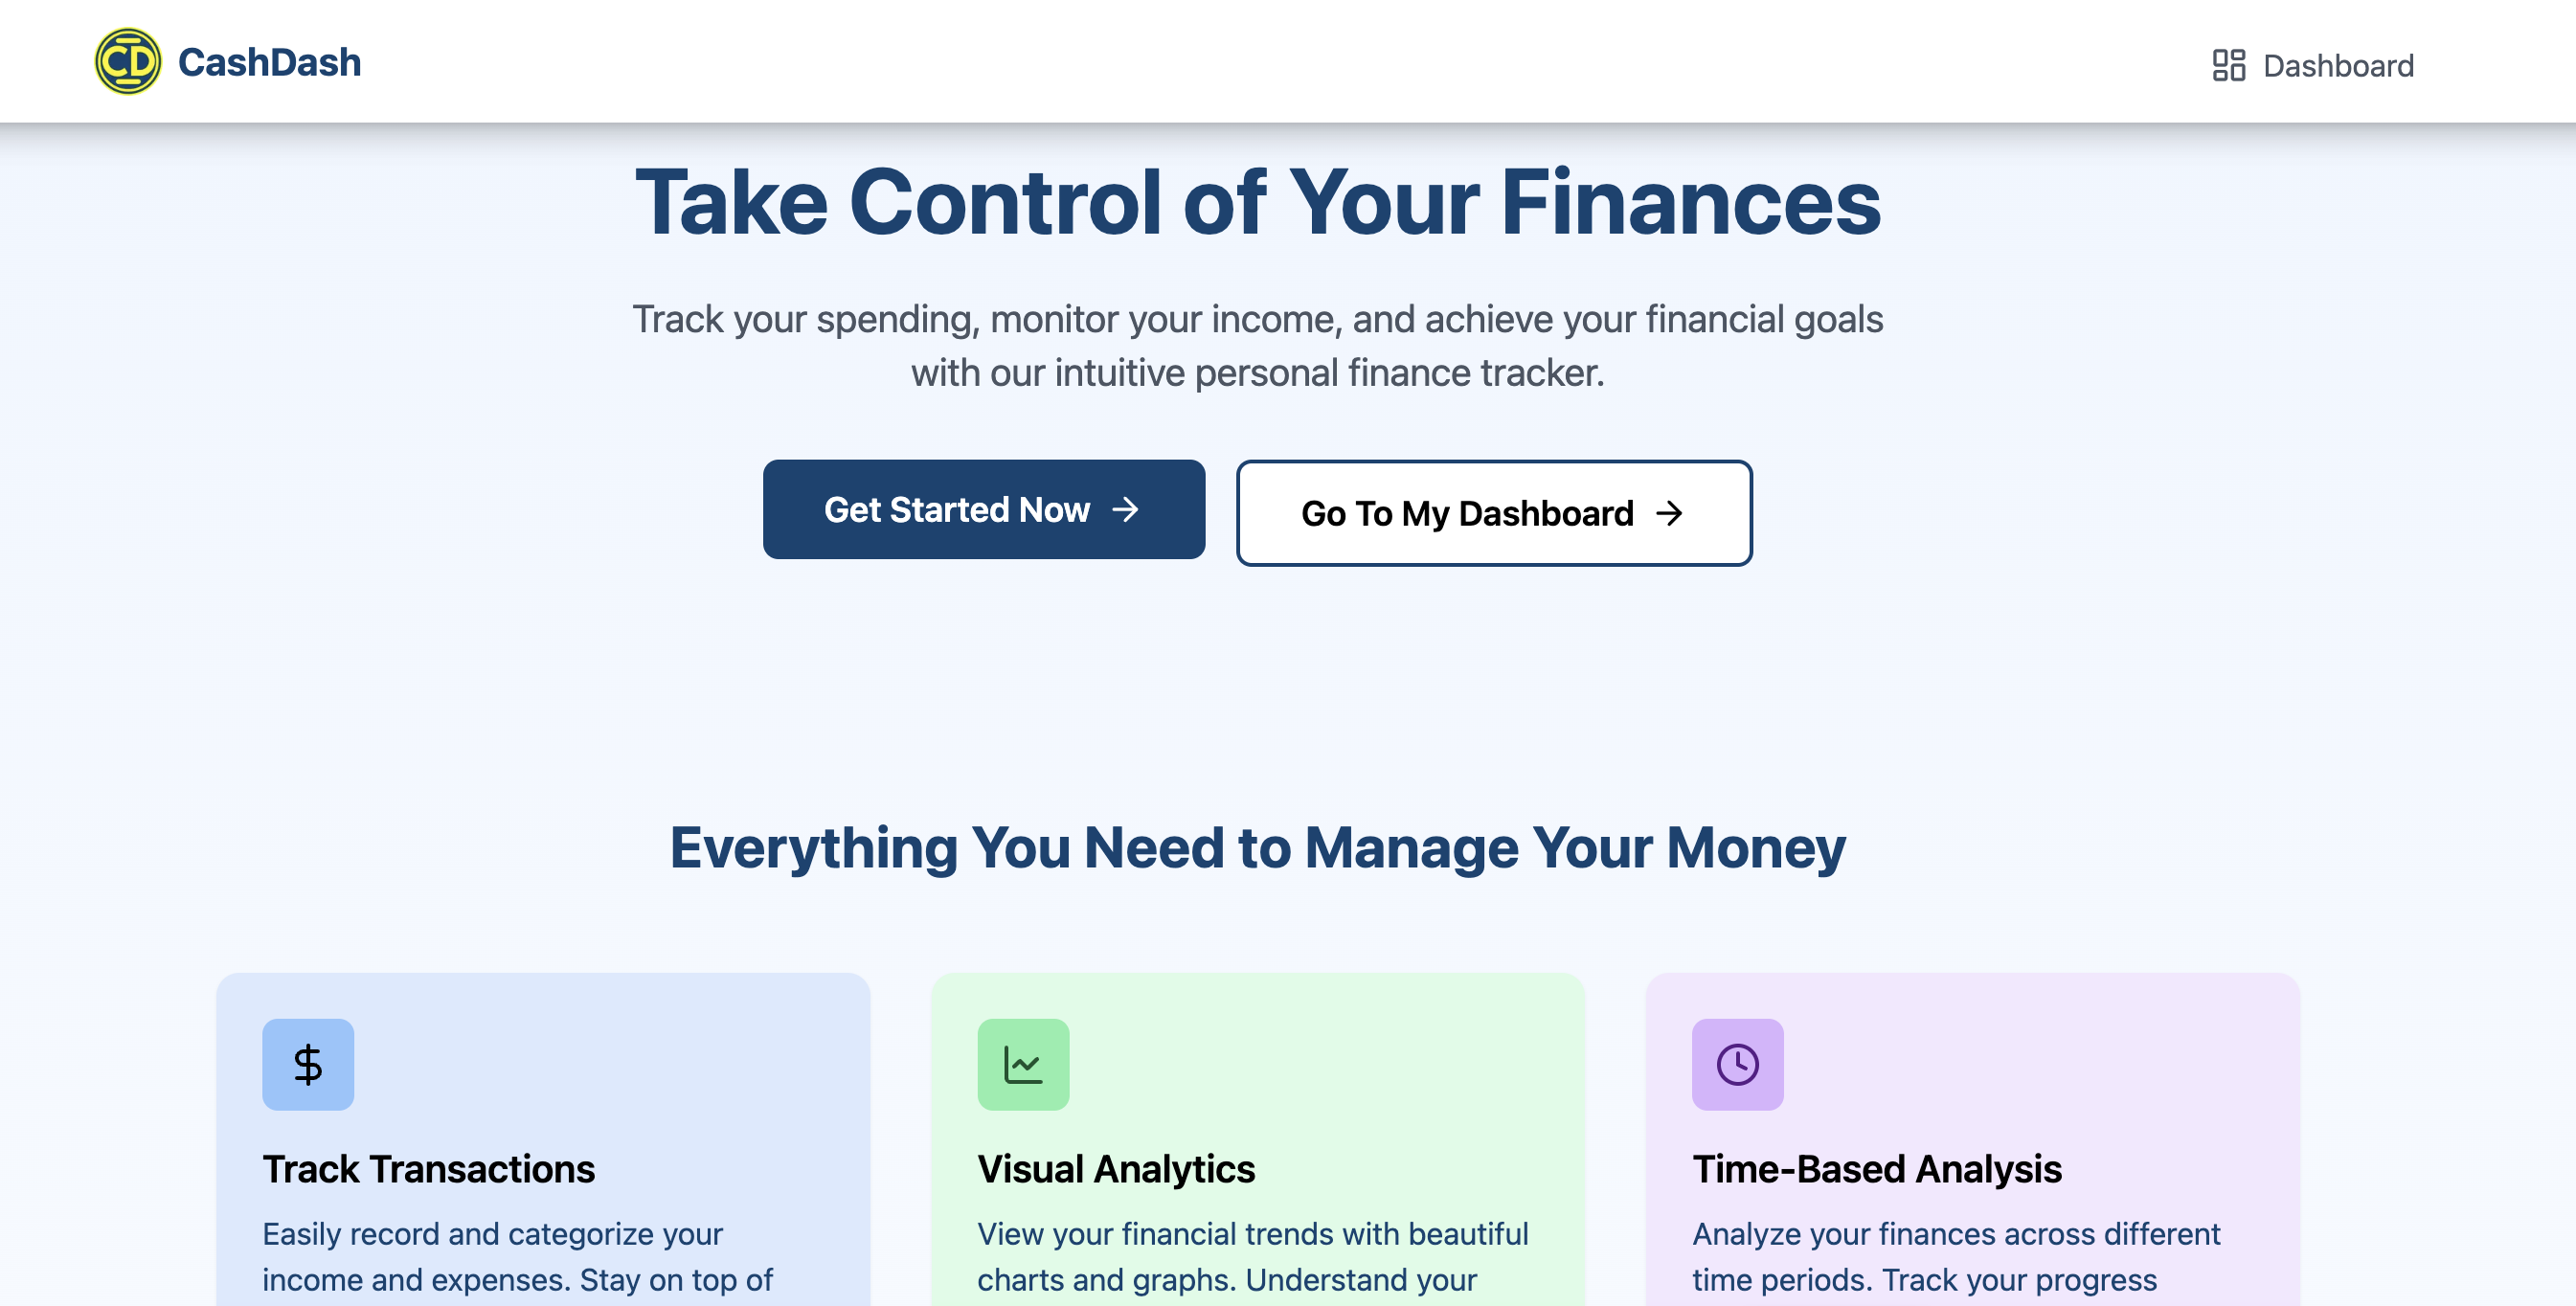 CD CashDash
Dashboard
Take Control of Your Finances
Track your spending, monitor your income, and achieve your financial goals
with our intuitive personal finance tracker.
Get Started Now
Go To My Dashboard
Everything You Need to Manage Your Money
$
Track Transactions
Easily record and categorize your
income and expenses. Stay on top of
Visual Analytics
View your financial trends with beautiful
charts and graphs. Understand your
Time-Based Analysis
Analyze your finances across different
time periods. Track your progress